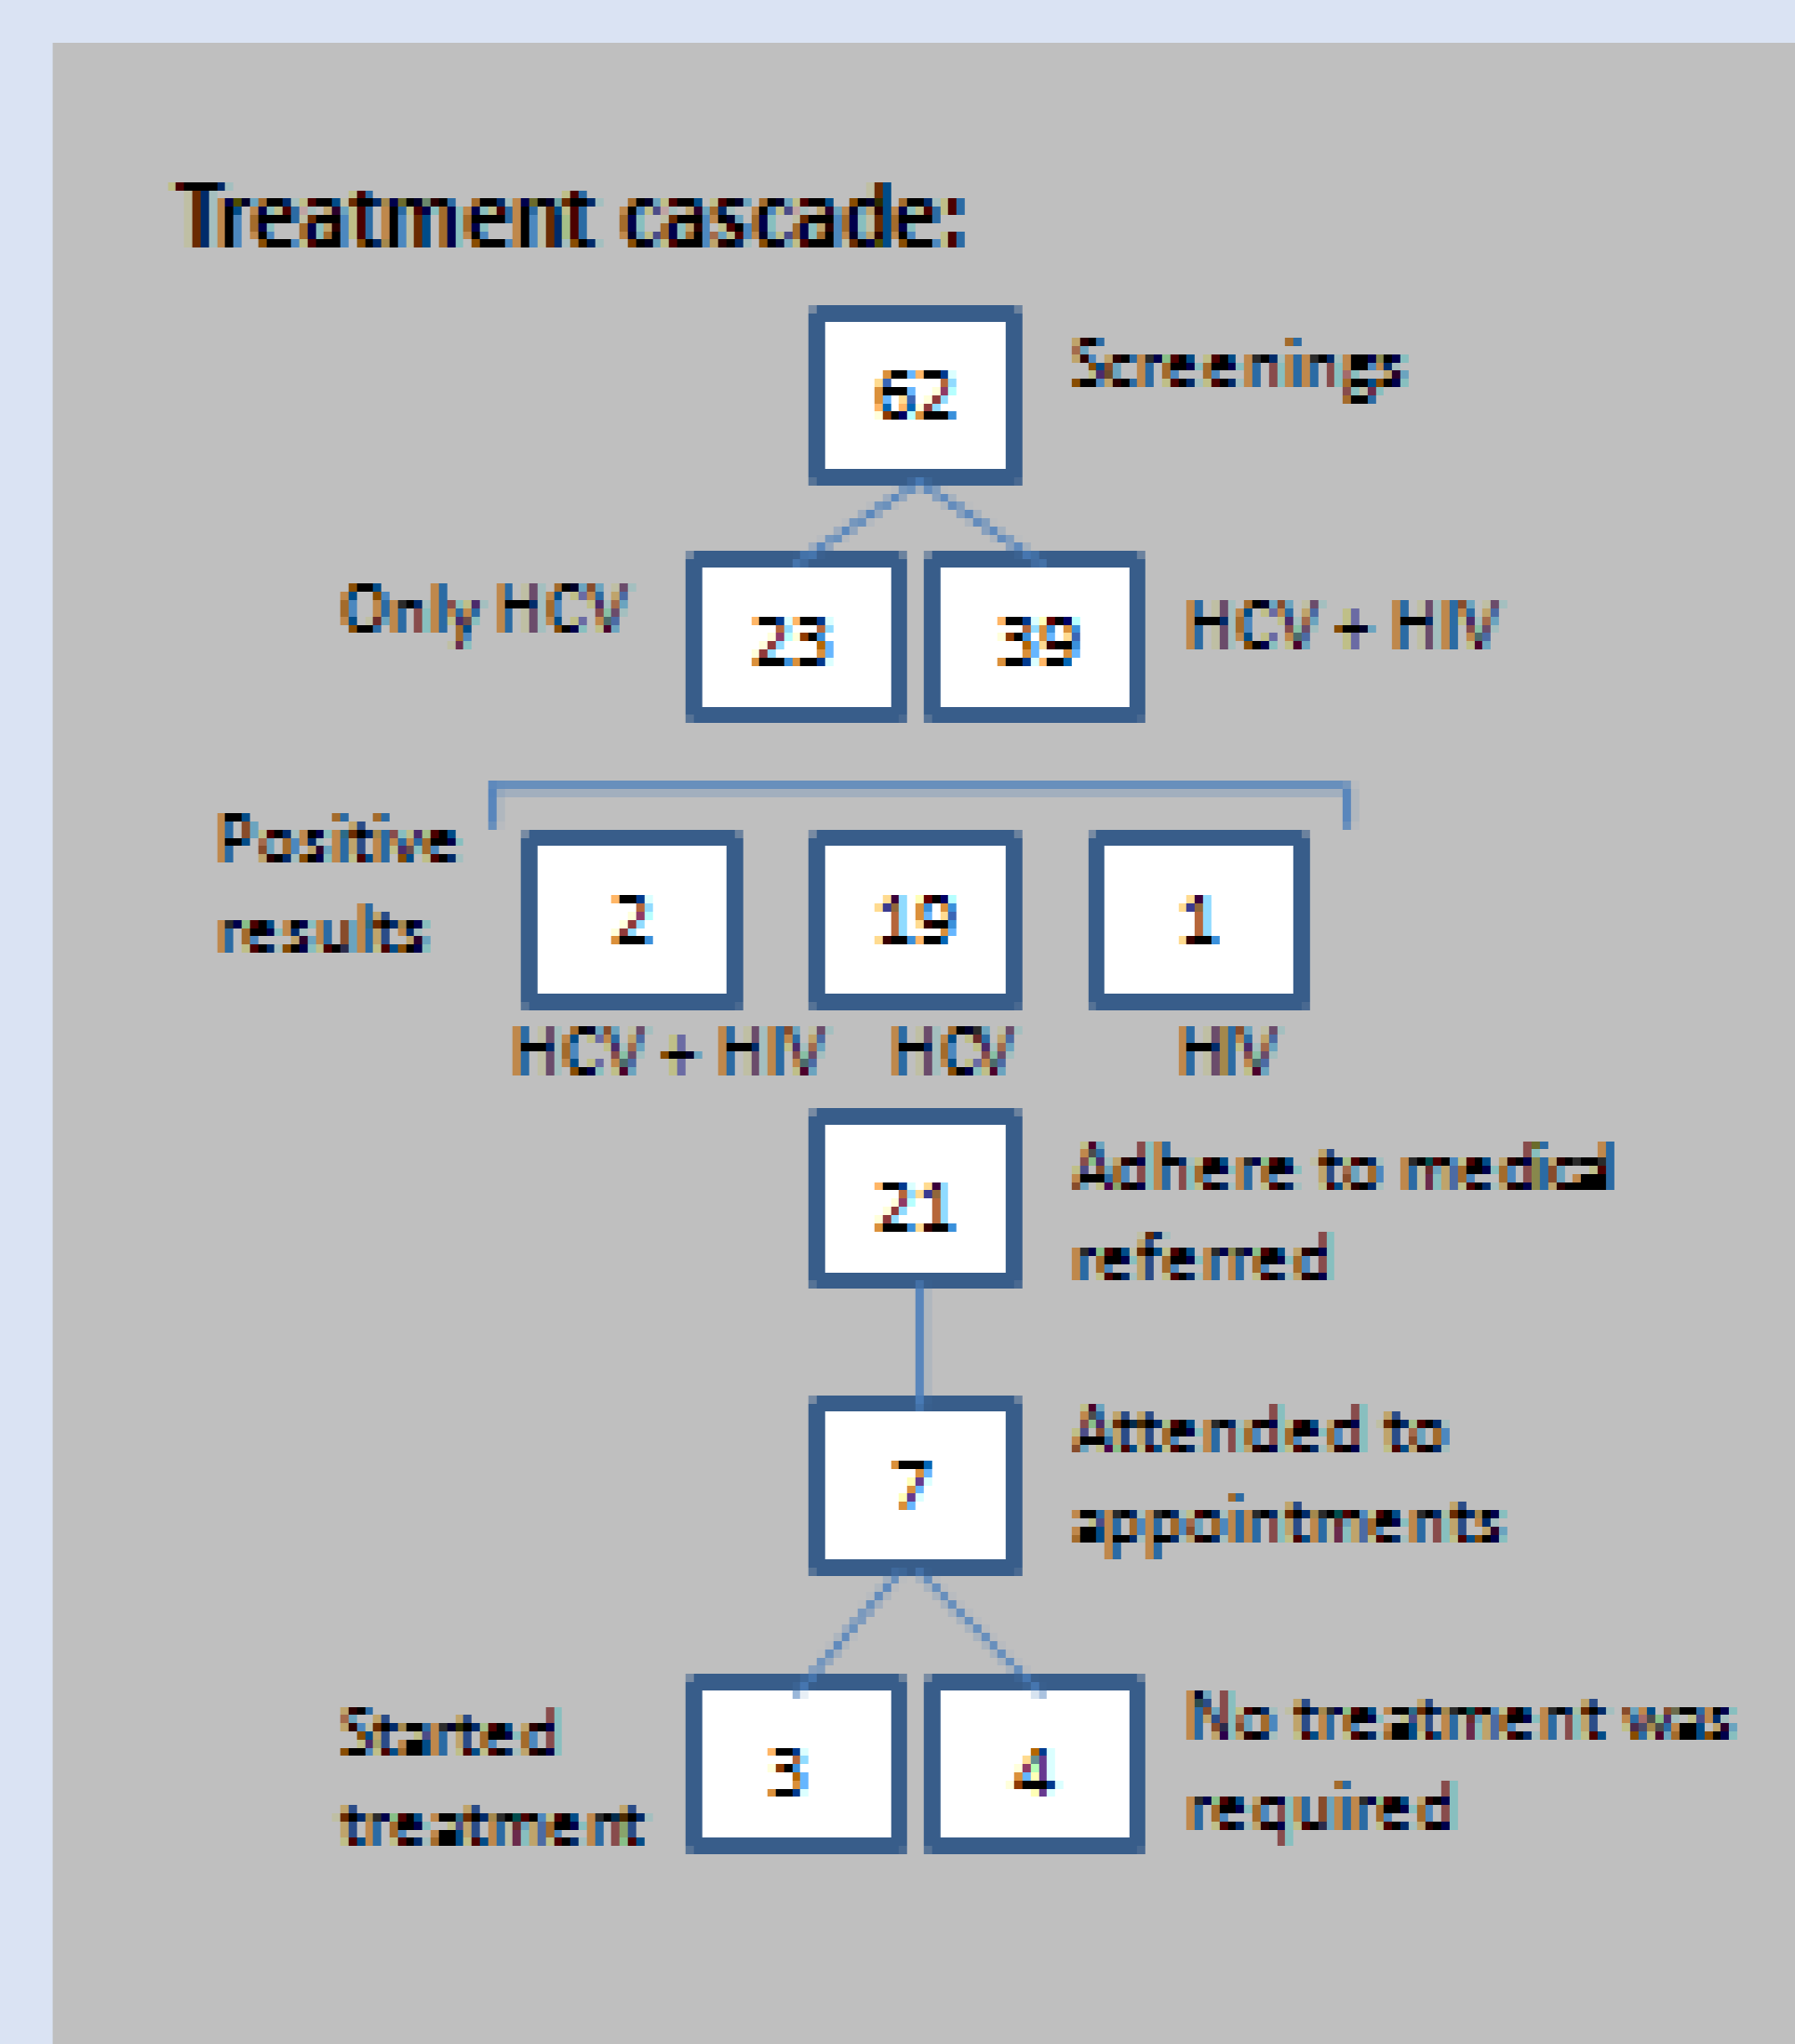 Treatment cascade:
62
Screenings
Only HCV
23
39
HCV + HIV
Positive
results
2
19
1
HCV + HIV
HCV
HIV
21
Adhere to medical
referred
7
Attended to
appointments
Started
treatment
3
4
No treatment was
required